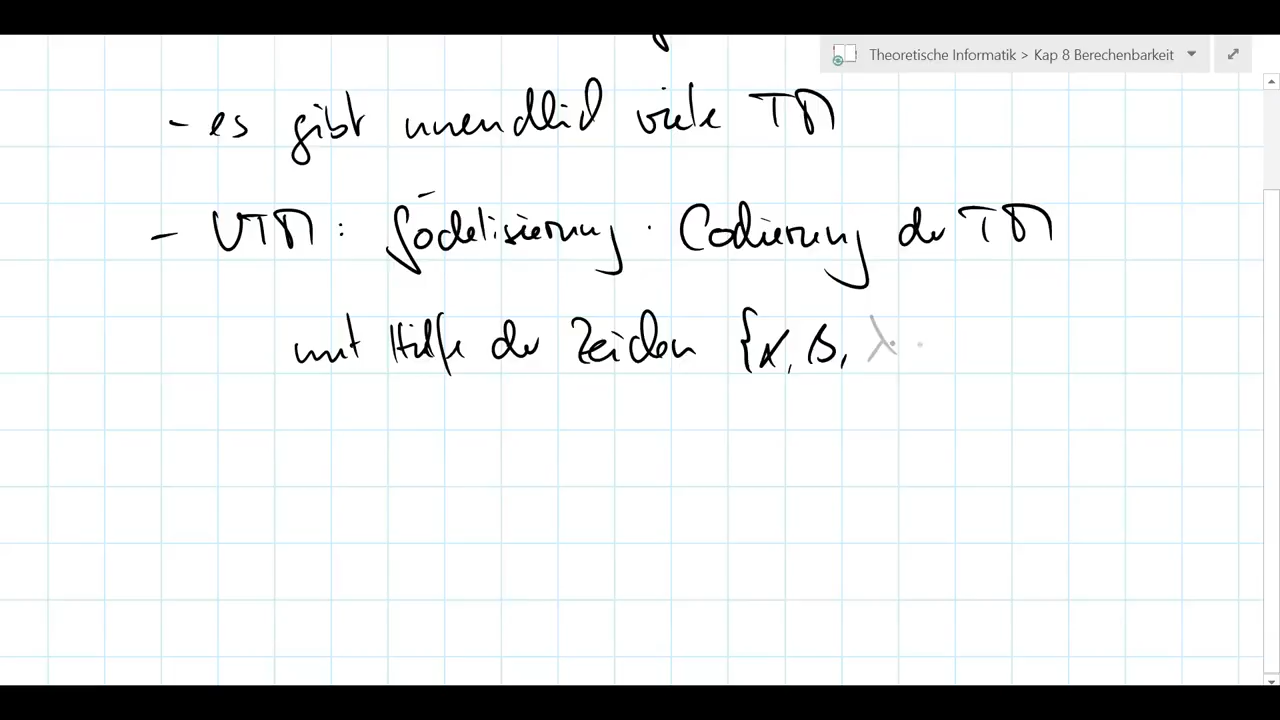 Theoretische Informatik > Kap 8 Berechenbarkeit
- es gibt unendlich viele TM
- UTM: Gödelisierung. Codierung der TM
mit Hilfe der Zeichen {X, B, λ